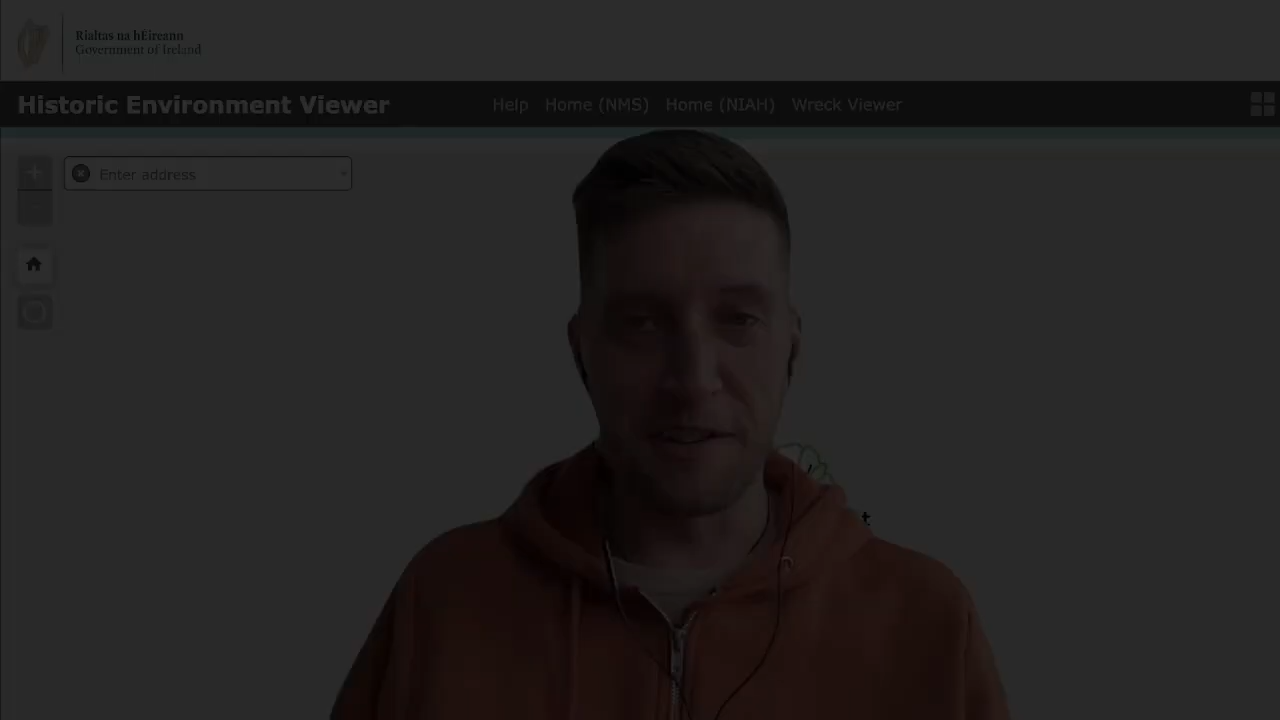 Rialtas na hÉireann
Government of Ireland
Historic Environment Viewer
Help Home (NMS) Home (NIAH) Wreck Viewer
Enter address